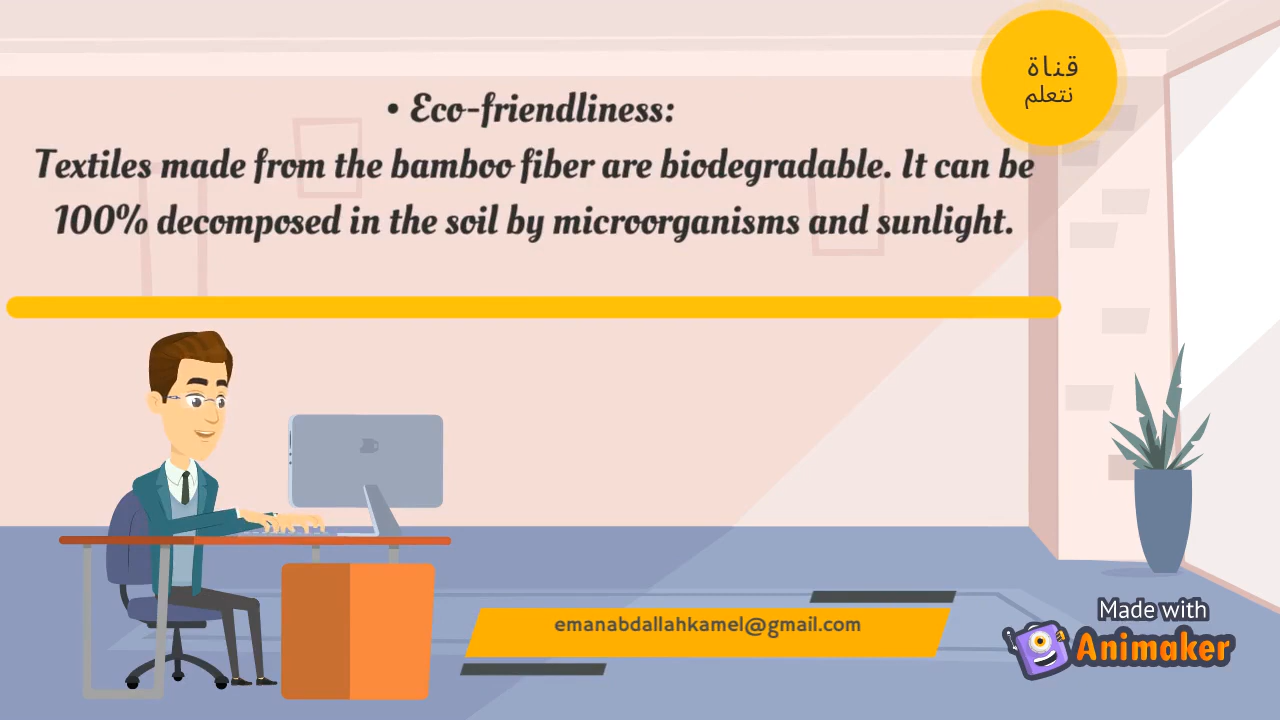 • Eco-friendliness:
Textiles made from the bamboo fiber are biodegradable. It can be
100% decomposed in the soil by microorganisms and sunlight.
قناة
نتعلم
emanabdallahkamel@gmail.com
Made with
Animaker